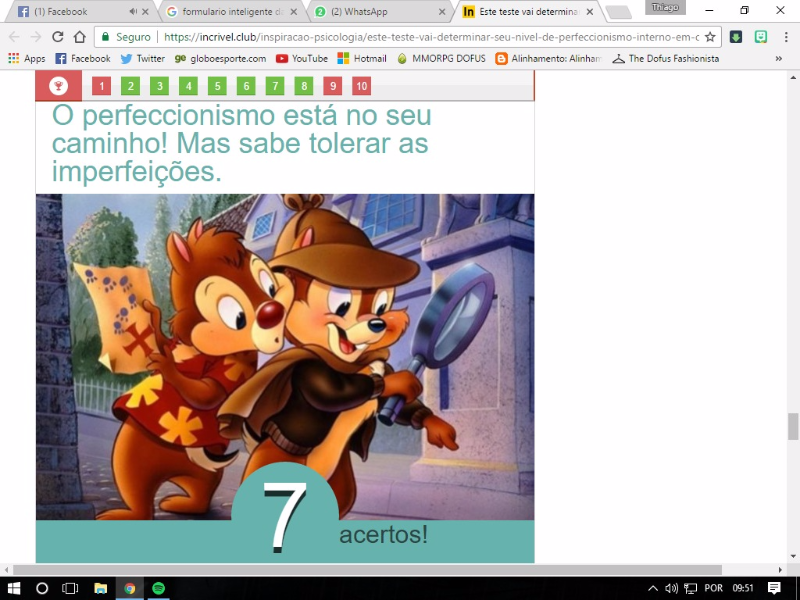 (1) Facebook
formulario inteligente da
(2) WhatsApp
Este teste vai determina
Thiago
Seguro
https://incrivel.club/inspiracao-psicologia/este-teste-vai-determinar-seu-nivel-de-perfeccionismo-interno-em-c
Apps
Facebook
Twitter
globoesporte.com
YouTube
Hotmail
MMORPG DOFUS
Alinhamento: Alinham
The Dofus Fashionista
»
1 2 3 4 5 6 7 8 9 10
O perfeccionismo está no seu
caminho! Mas sabe tolerar as
imperfeições.
7
acertos!
POR
09:51